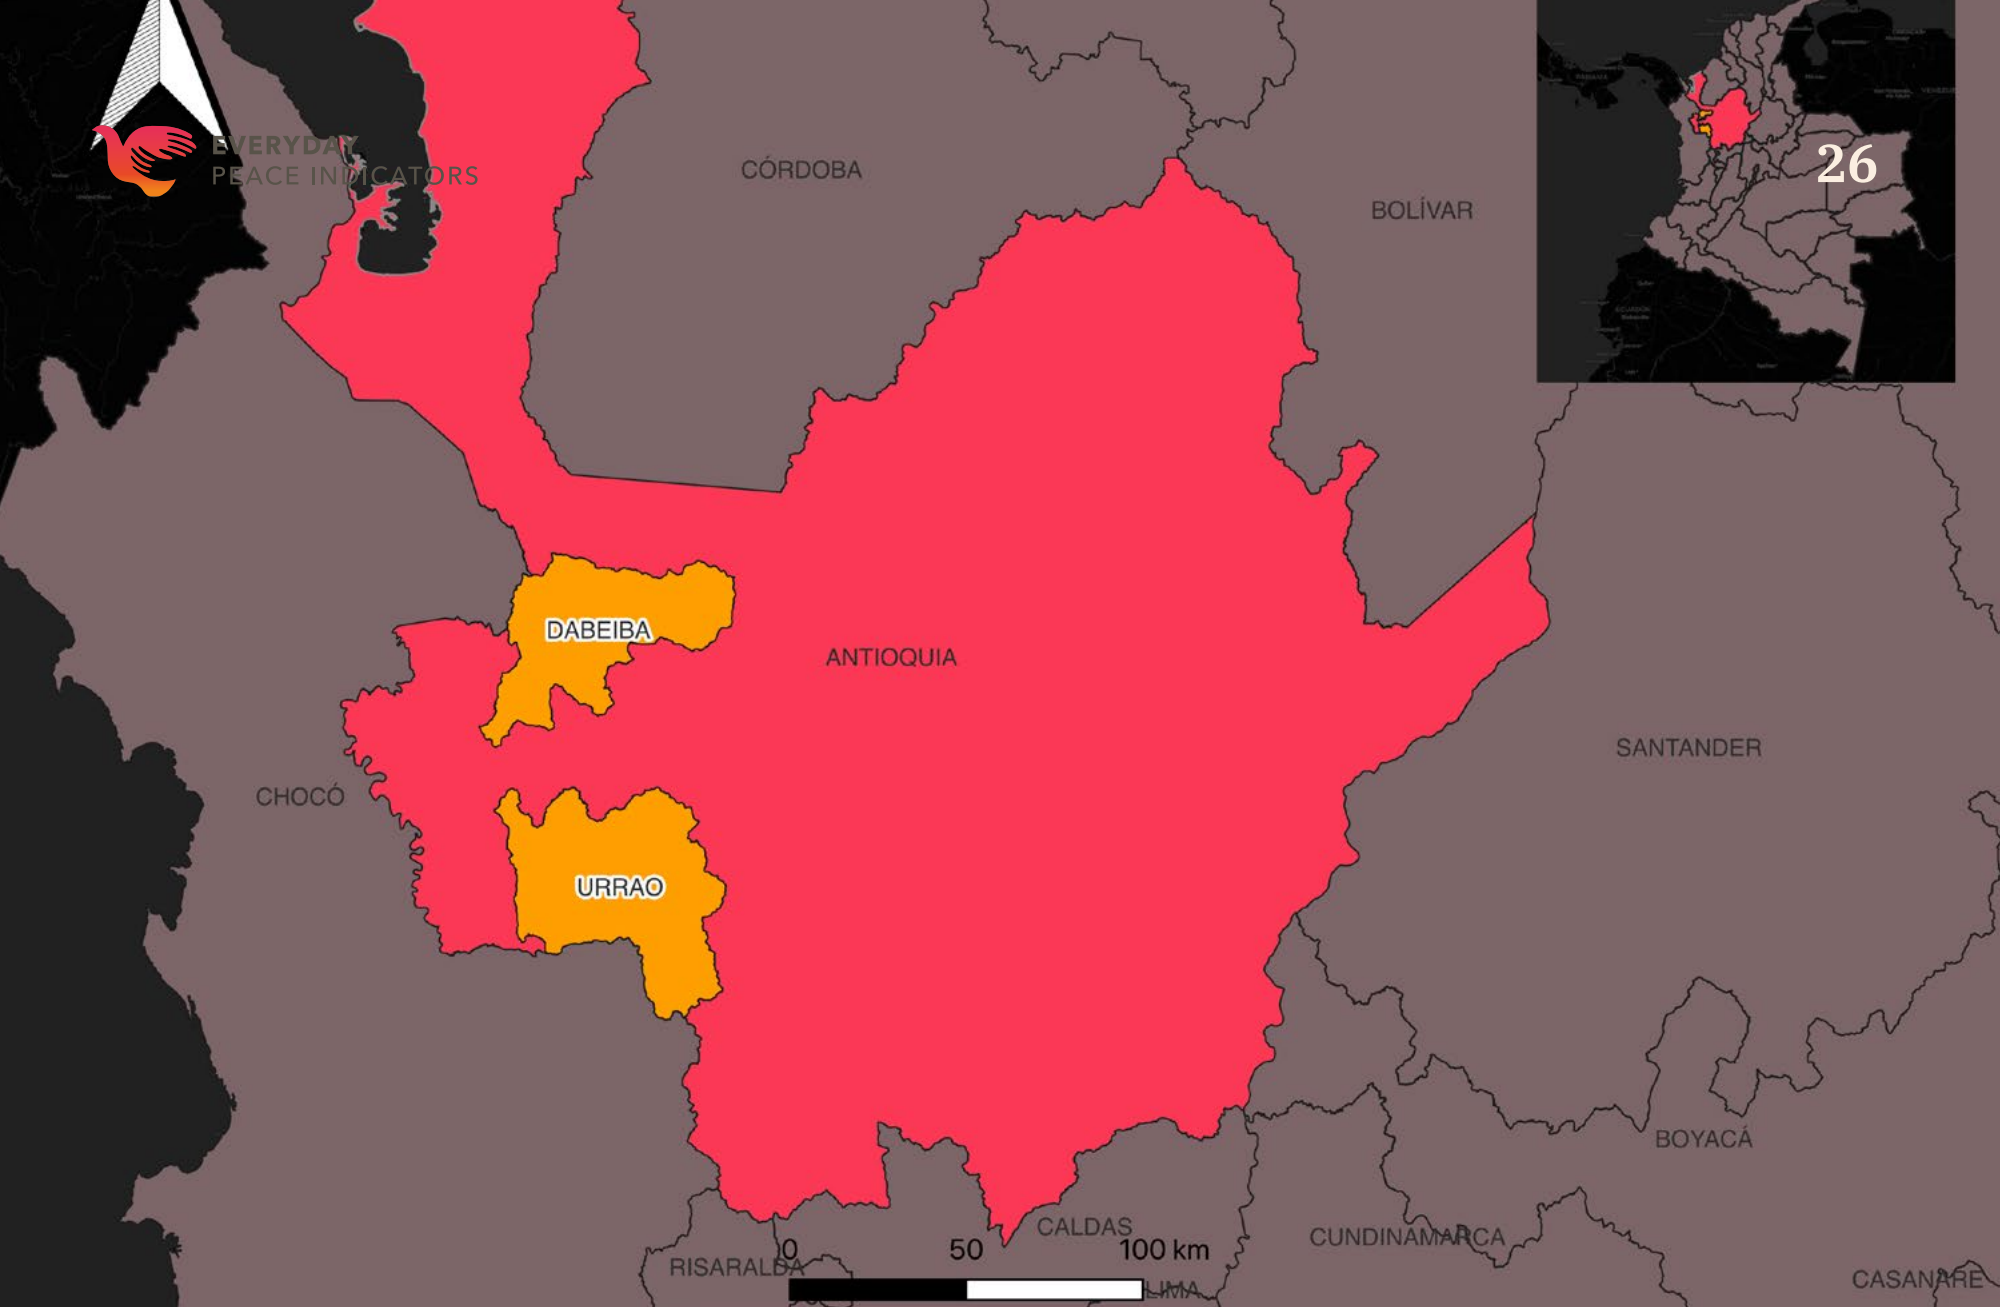 EVERYDAY
PEACE INDICATORS
26
CÓRDOBA
BOLÍVAR
DABEIBA
ANTIOQUIA
SANTANDER
CHOCÓ
URRAO
BOYACÁ
CALDAS
CUNDINAMARCA
0 50 100 km
RISARALDA
LIMA
CASANARE